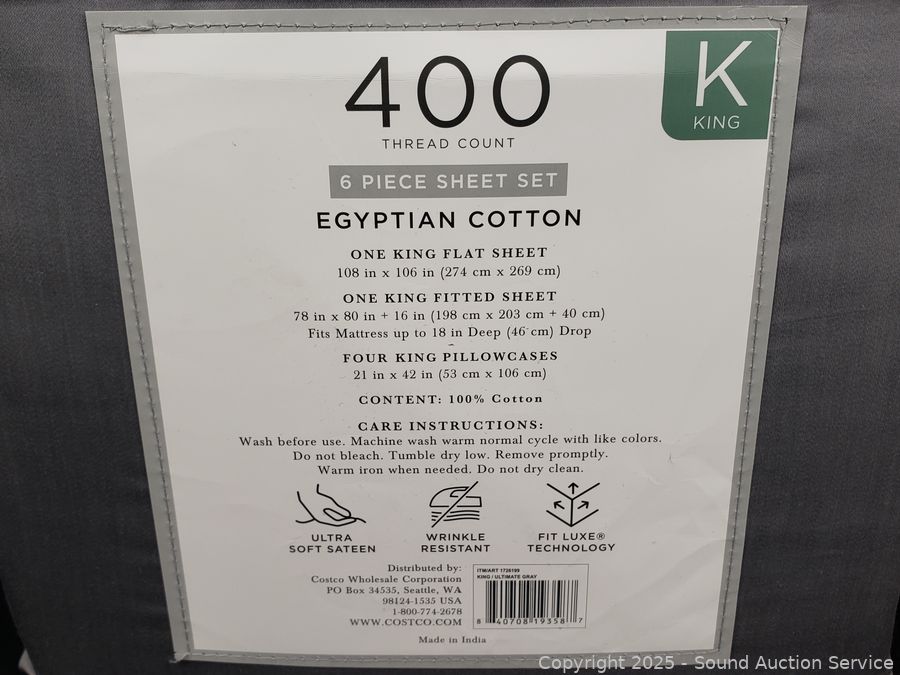 400
THREAD COUNT
K
KING
6 PIECE SHEET SET
EGYPTIAN COTTON
ONE KING FLAT SHEET
108 in x 106 in (274 cm x 269 cm)
ONE KING FITTED SHEET
78 in x 80 in + 16 in (198 cm x 203 cm + 40 cm)
Fits Mattress up to 18 in Deep (46 cm) Drop
FOUR KING PILLOWCASES
21 in x 42 in (53 cm x 106 cm)
CONTENT: 100% Cotton
CARE INSTRUCTIONS:
Wash before use. Machine wash warm normal cycle with like colors.
Do not bleach. Tumble dry low. Remove promptly.
Warm iron when needed. Do not dry clean.
ULTRA
SOFT SATEEN
WRINKLE
RESISTANT
FIT LUXE®
TECHNOLOGY
Distributed by:
Costco Wholesale Corporation
PO Box 34535, Seattle, WA
98124-1535 USA
1-800-774-2678
WWW.COSTCO.COM
ITM/ART 1726199
KING / ULTIMATE GRAY
8 40708 19358 7
Made in India
Copyright 2025 - Sound Auction Service